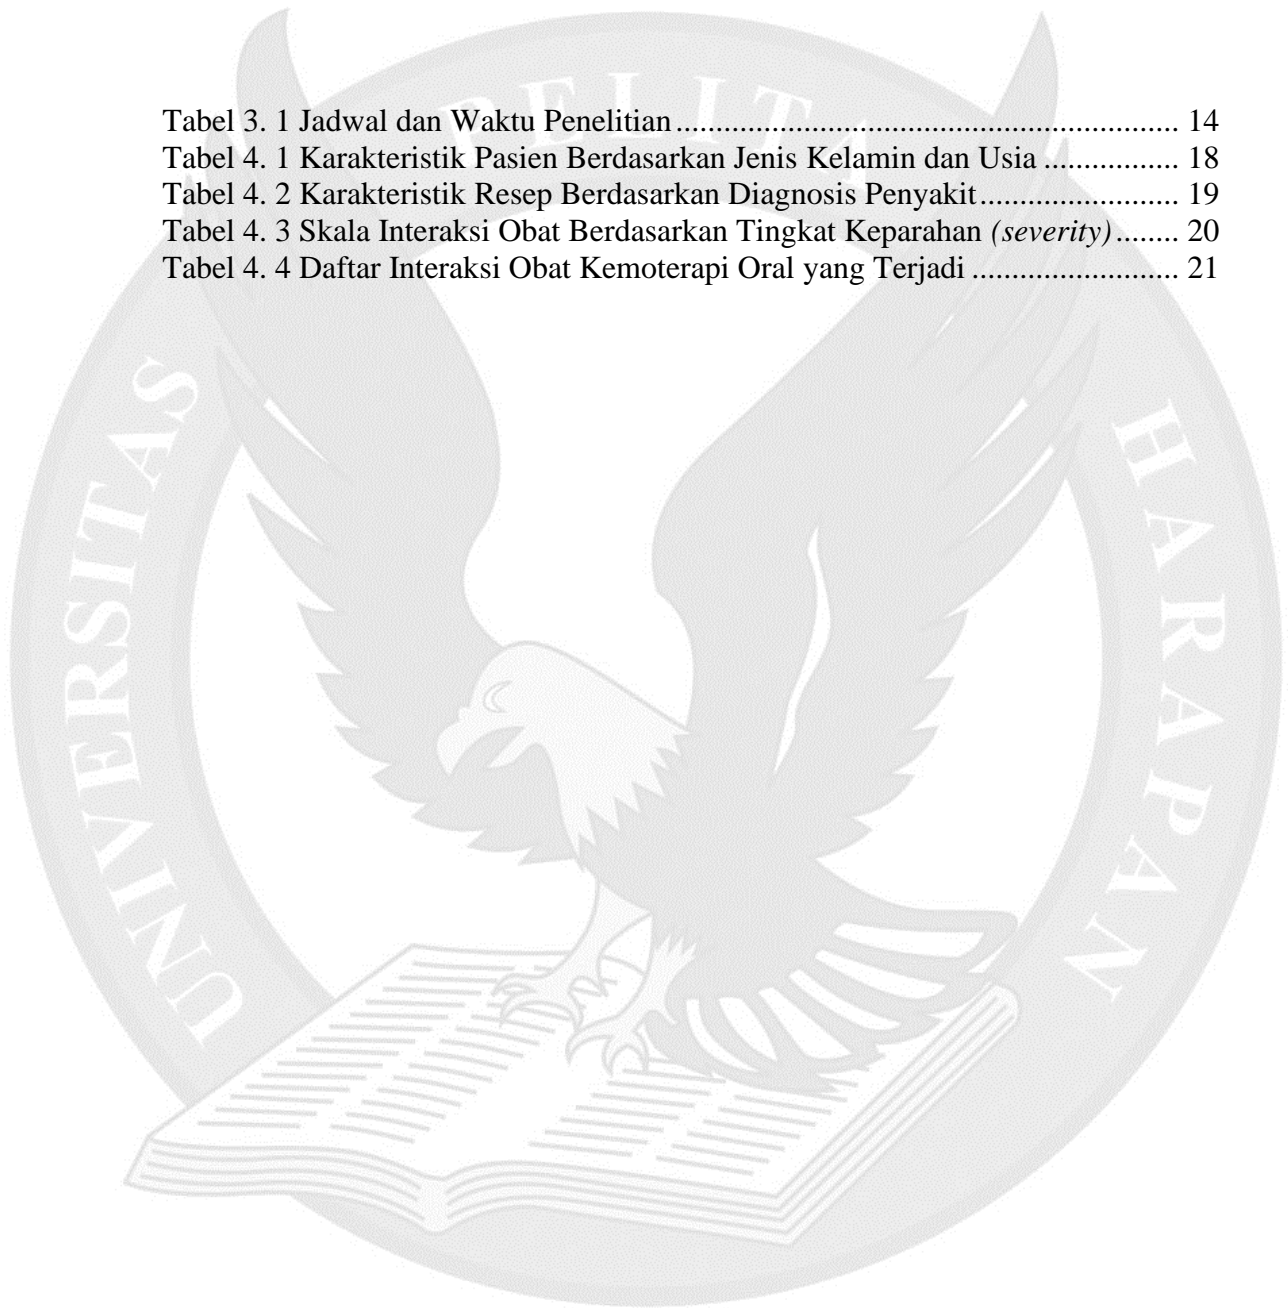 Tabel 3. 1 Jadwal dan Waktu Penelitian............................................................... 14
Tabel 4. 1 Karakteristik Pasien Berdasarkan Jenis Kelamin dan Usia ................. 18
Tabel 4. 2 Karakteristik Resep Berdasarkan Diagnosis Penyakit......................... 19
Tabel 4. 3 Skala Interaksi Obat Berdasarkan Tingkat Keparahan (severity)........ 20
Tabel 4. 4 Daftar Interaksi Obat Kemoterapi Oral yang Terjadi .......................... 21
UNIVERSITAS PELITA HARAPAN